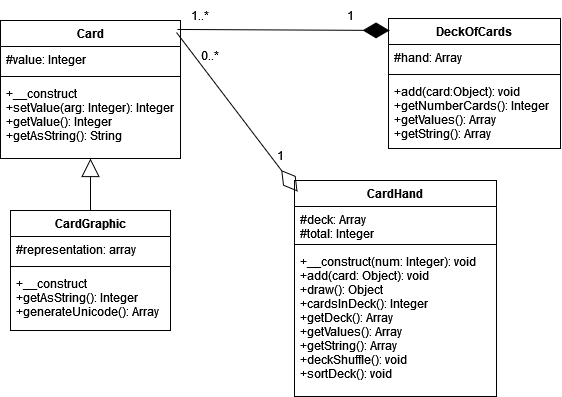 Card
#value: Integer
+__construct
+setValue(arg: Integer): Integer
+getValue(): Integer
+getAsString(): String
1..*
1
0..*
1
DeckOfCards
#hand: Array
+add(card:Object): void
+getNumberCards(): Integer
+getValues(): Array
+getString(): Array
CardGraphic
#representation: array
+__construct
+getAsString(): Integer
+generateUnicode(): Array
CardHand
#deck: Array
#total: Integer
+__construct(num: Integer): void
+add(card: Object): void
+draw(): Object
+cardsInDeck(): Integer
+getDeck(): Array
+getValues(): Array
+getString(): Array
+deckShuffle(): void
+sortDeck(): void